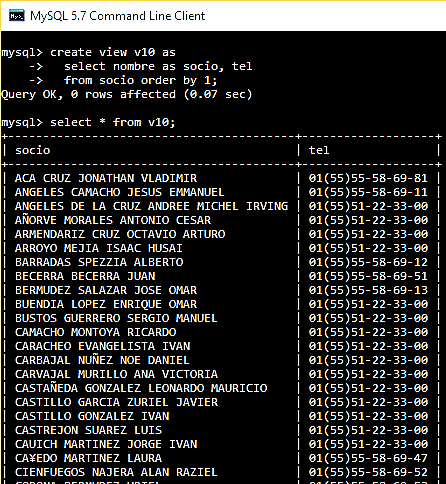 MySQL 5.7 Command Line Client
mysql> create view v10 as
-> select nombre as socio, tel
-> from socio order by 1;
Query OK, 0 rows affected (0.07 sec)
mysql> select * from v10;
+----------------------------------------+------------------+
| socio | tel |
+----------------------------------------+------------------+
| ACA CRUZ JONATHAN VLADIMIR | 01(55)55-58-69-81 |
| ANGELES CAMACHO JESUS EMMANUEL | 01(55)55-58-69-11 |
| ANGELES DE LA CRUZ ANDREE MICHEL IRVING | 01(55)51-22-33-00 |
| AÑORVE MORALES ANTONIO CESAR | 01(55)51-22-33-00 |
| ARMENDARIZ CRUZ OCTAVIO ARTURO | 01(55)51-22-33-00 |
| ARROYO MEJIA ISAAC HUSAI | 01(55)51-22-33-00 |
| BARRADAS SPEZZIA ALBERTO | 01(55)55-58-69-12 |
| BECERRA BECERRA JUAN | 01(55)55-58-69-51 |
| BERMUDEZ SALAZAR JOSE OMAR | 01(55)55-58-69-13 |
| BUENDIA LOPEZ ENRIQUE OMAR | 01(55)51-22-33-00 |
| BUSTOS GUERRERO SERGIO MANUEL | 01(55)51-22-33-00 |
| CAMACHO MONTOYA RICARDO | 01(55)51-22-33-00 |
| CARACHEO EVANGELISTA IVAN | 01(55)51-22-33-00 |
| CARBAJAL NUÑEZ NOE DANIEL | 01(55)51-22-33-00 |
| CARVAJAL MURILLO ANA VICTORIA | 01(55)51-22-33-00 |
| CASTAÑEDA GONZALEZ LEONARDO MAURICIO | 01(55)51-22-33-00 |
| CASTILLO GARCIA ZURIEL JAVIER | 01(55)51-22-33-00 |
| CASTILLO GONZALEZ IVAN | 01(55)51-22-33-00 |
| CASTREJON SUAREZ LUIS | 01(55)51-22-33-00 |
| CAUICH MARTINEZ JORGE IVAN | 01(55)51-22-33-00 |
| CA¥EDO MARTINEZ LAURA | 01(55)55-58-69-47 |
| CIENFUEGOS NAJERA ALAN RAZIEL | 01(55)55-58-69-52 |